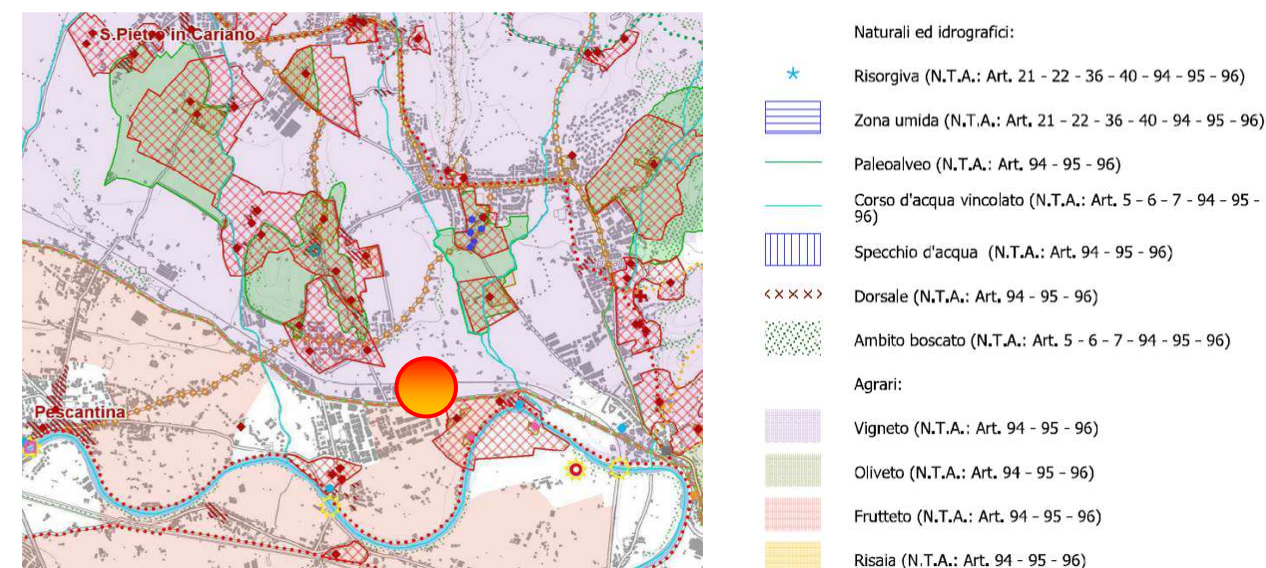 S.Pietro in Cariano
Pescantina
Naturali ed idrografici:
Risorgiva (N.T.A.: Art. 21 - 22 - 36 - 40 - 94 - 95 - 96)
Zona umida (N.T.A.: Art. 21 - 22 - 36 - 40 - 94 - 95 - 96)
Paleoalveo (N.T.A.: Art. 94 - 95 - 96)
Corso d'acqua vincolato (N.T.A.: Art. 5 - 6 - 7 - 94 - 95 -
96)
Specchio d'acqua (N.T.A.: Art. 94 - 95 - 96)
Dorsale (N.T.A.: Art. 94 - 95 - 96)
Ambito boscato (N.T.A.: Art. 5 - 6 - 7 - 94 - 95 - 96)
Agrari:
Vigneto (N.T.A.: Art. 94 - 95 - 96)
Oliveto (N.T.A.: Art. 94 - 95 - 96)
Frutteto (N.T.A.: Art. 94 - 95 - 96)
Risaia (N.T.A.: Art. 94 - 95 - 96)